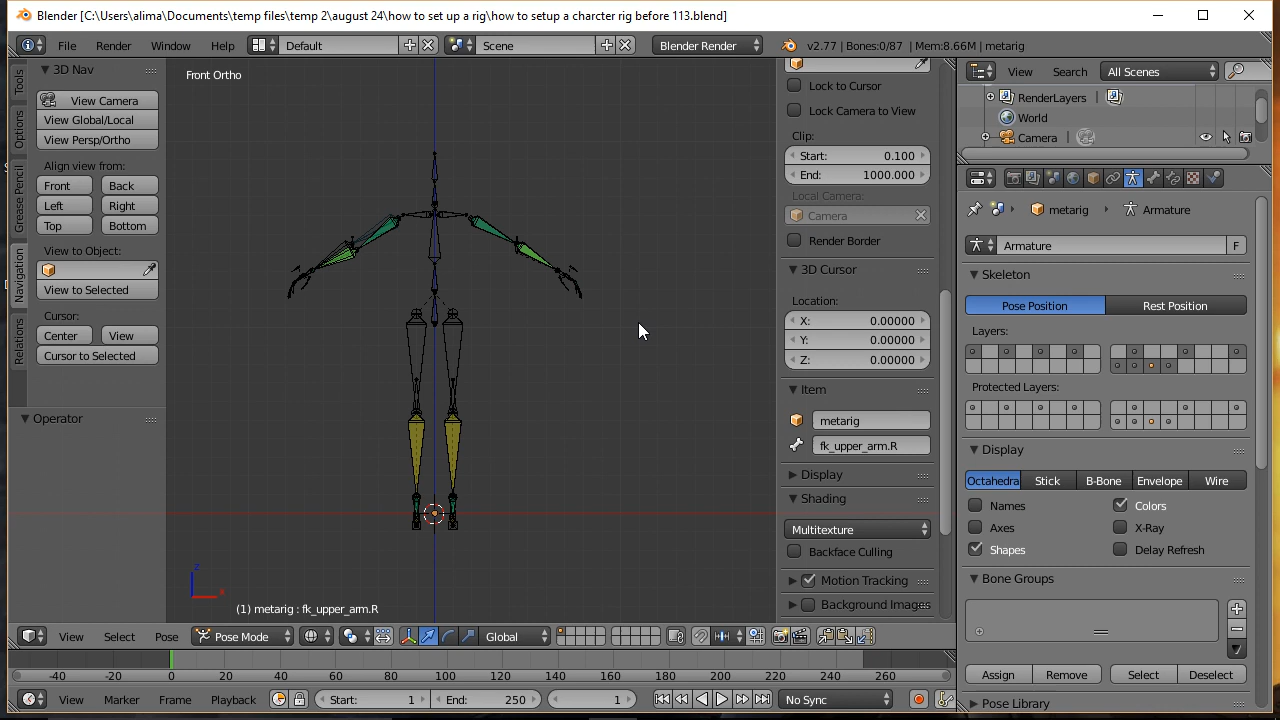 Blender [C:\Users\alima\Documents\temp files\temp 2\august 24\how to set up a rig\how to setup a charcter rig before 113.blend]
File Render Window Help Default Scene Blender Render v2.77 | Bones:0/87 | Mem:8.66M | metarig
3D Nav
View Camera
View Global/Local
View Persp/Ortho
Align view from:
Front Back
Left Right
Top Bottom
View to Object:
View to Selected
Cursor:
Center View
Cursor to Selected
Operator
Tools
Options
Grease Pencil
Navigation
Relations
Front Ortho
z
x
(1) metarig : fk_upper_arm.R
Lock to Cursor
Lock Camera to View
Clip:
Start: 0.100
End: 1000.000
Local Camera:
Camera
Render Border
3D Cursor
Location:
X: 0.00000
Y: 0.00000
Z: 0.00000
Item
metarig
fk_upper_arm.R
Display
Shading
Multitexture
Backface Culling
Motion Tracking
Background Images
View Search All Scenes
RenderLayers |
World
Camera |
metarig Armature
Armature F
Skeleton
Pose Position Rest Position
Layers:
Protected Layers:
Display
Octahedra Stick B-Bone Envelope Wire
Names Colors
Axes X-Ray
Shapes Delay Refresh
Bone Groups
Assign Remove Select Deselect
Pose Library
View Select Pose Pose Mode Global
-40 -20 0 20 40 60 80 100 120 140 160 180 200 220 240 260
View Marker Frame Playback Start: 1 End: 250 1 No Sync